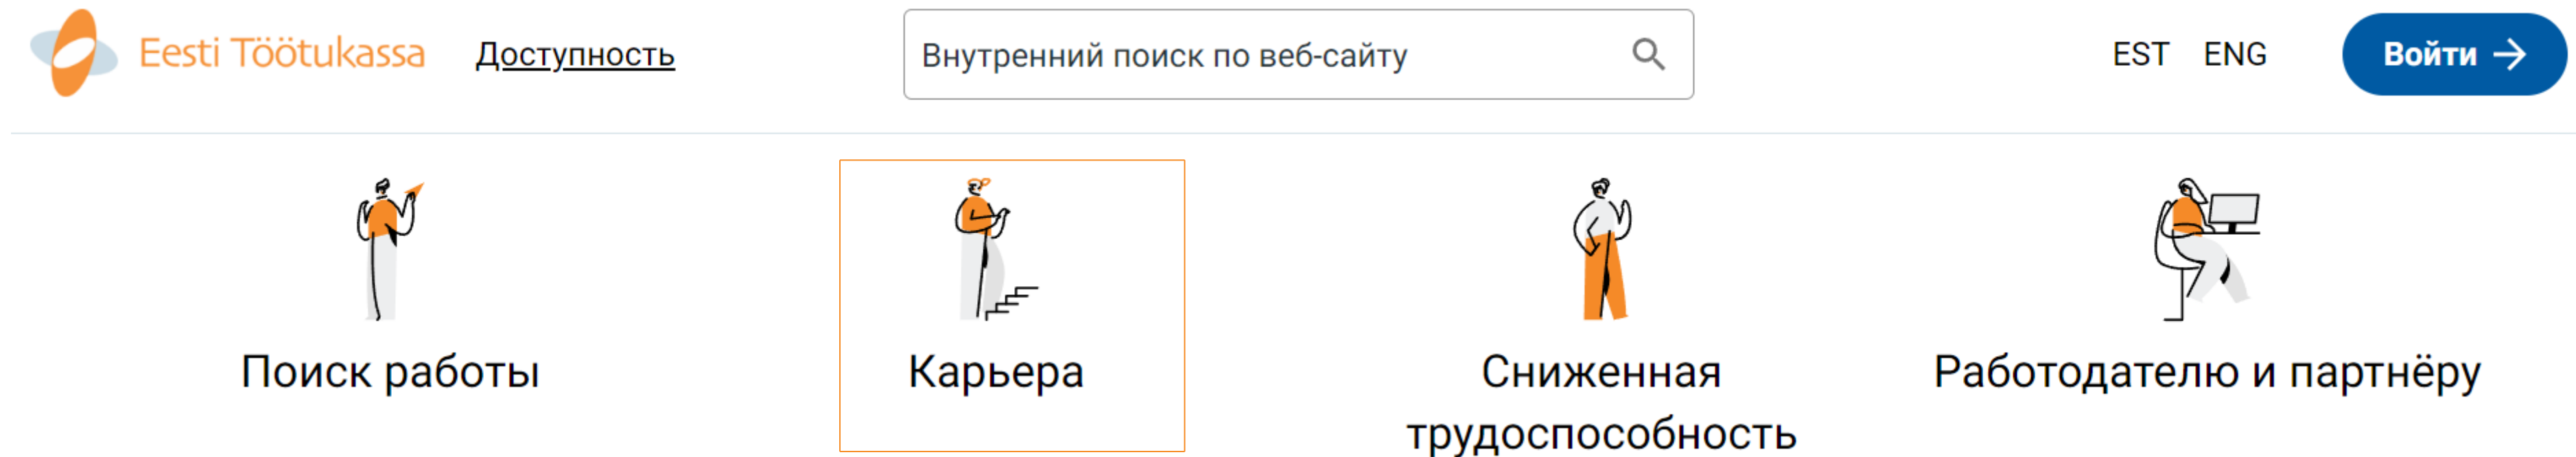 Eesti Töötukassa Доступность Внутренний поиск по веб-сайту EST ENG Войти
Поиск работы Карьера Сниженная трудоспособность Работодателю и партнёру